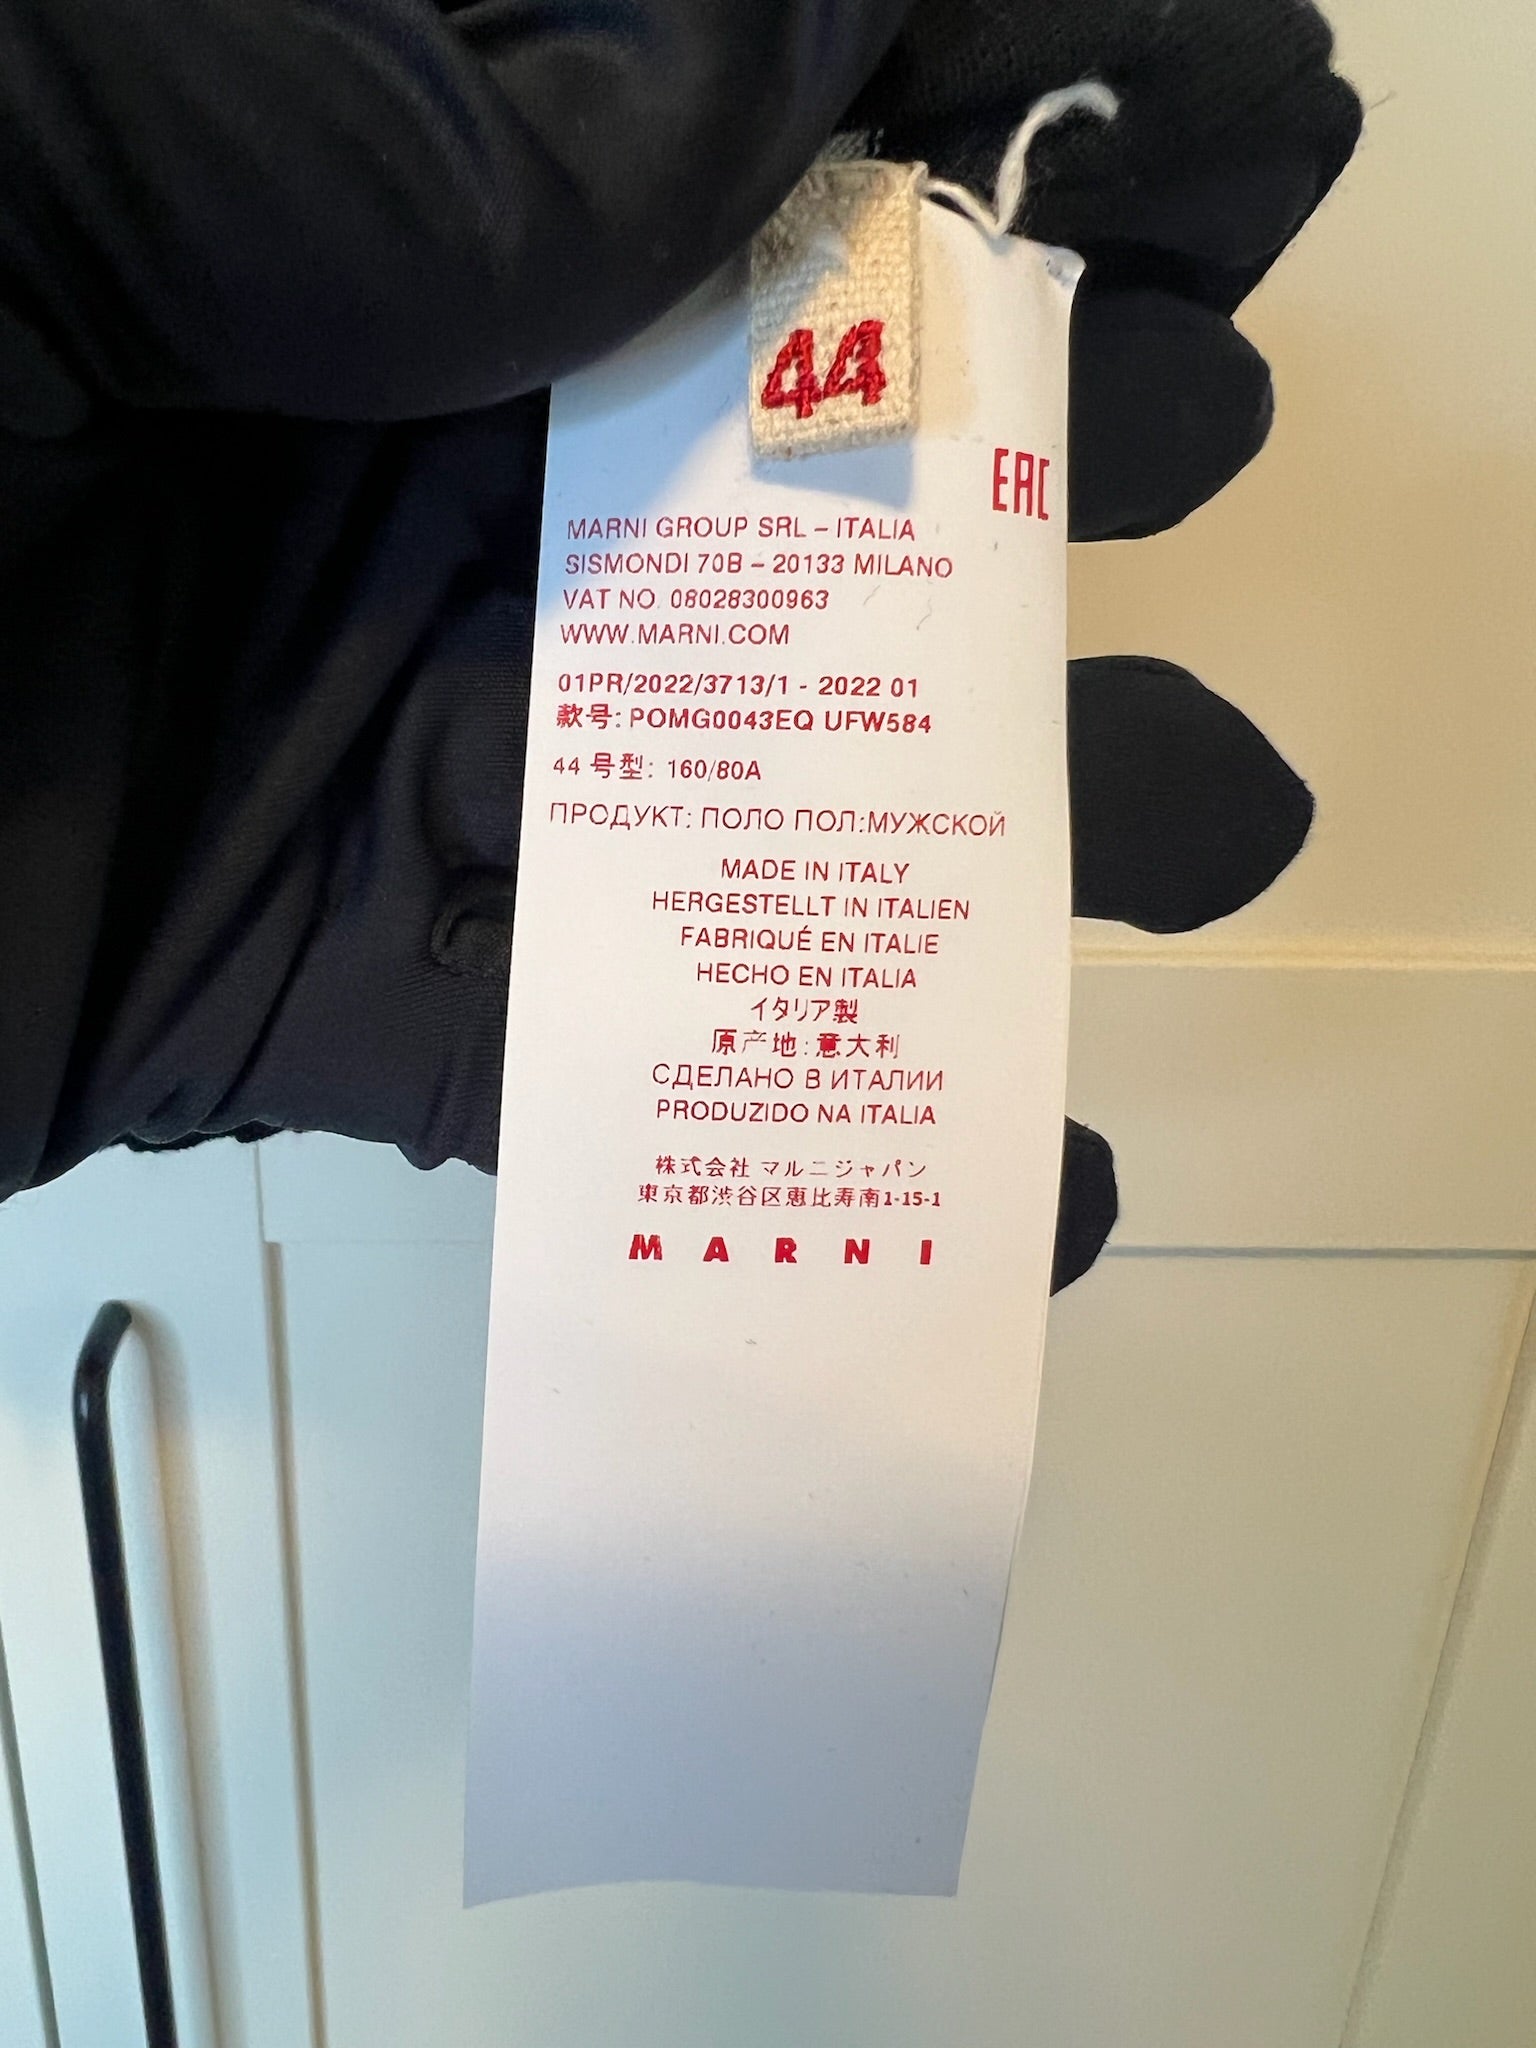 44
EAC
MARNI GROUP SRL – ITALIA
SISMONDI 70B – 20133 MILANO
VAT NO. 08028300963
WWW.MARNI.COM
01PR/2022/3713/1 - 2022 01
款号: POMG0043EQ UFW584
44 号型: 160/80A
ПРОДУКТ: ПОЛО ПОЛ:МУЖСКОЙ
MADE IN ITALY
HERGESTELLT IN ITALIEN
FABRIQUÉ EN ITALIE
HECHO EN ITALIA
イタリア製
原产地: 意大利
СДЕЛАНО В ИТАЛИИ
PRODUZIDO NA ITALIA
株式会社 マルニジャパン
東京都渋谷区恵比寿南1-15-1
MARNI